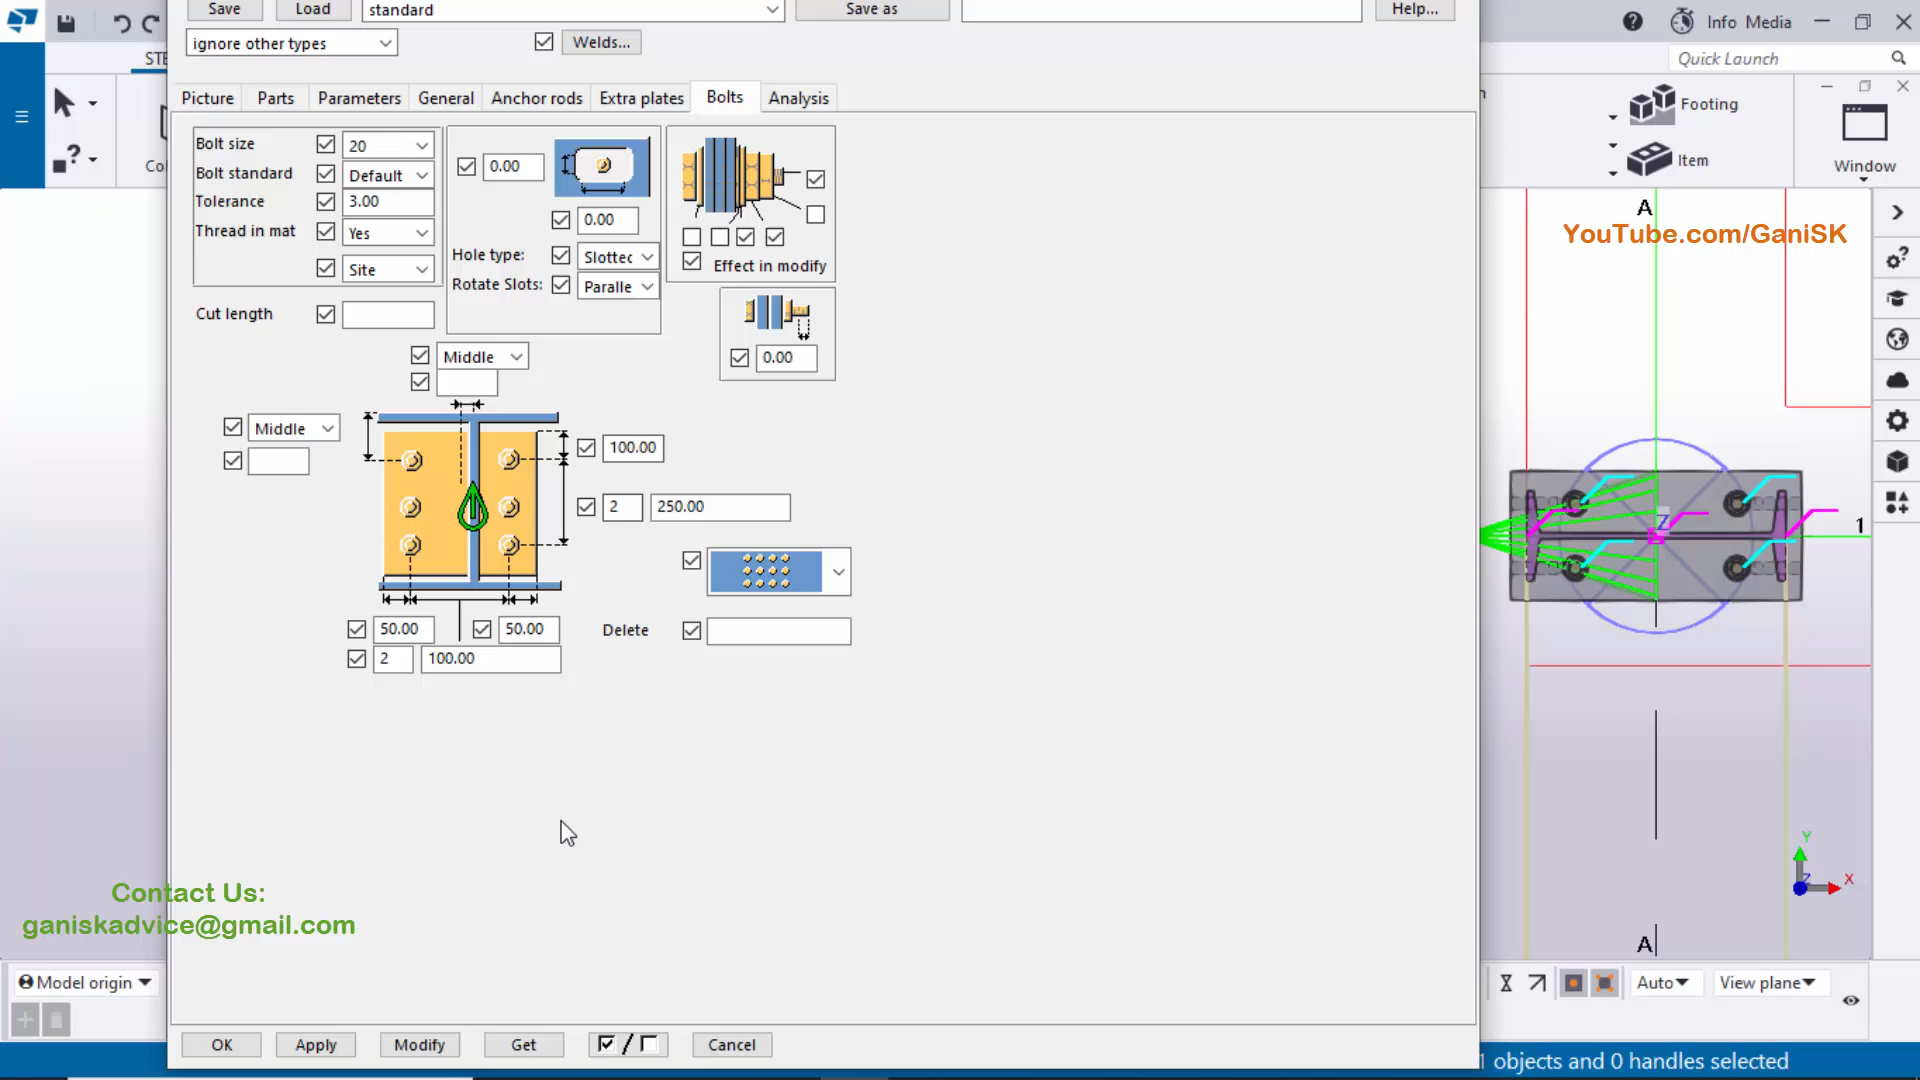 Save
Load
standard
Save as
Help...
Info Media
ignore other types
Welds...
STE
Quick Launch
Picture
Parts
Parameters
General
Anchor rods
Extra plates
Bolts
Analysis
Footing
Item
Window
Bolt size
20
Bolt standard
Default
Tolerance
3.00
Thread in mat
Yes
Site
Cut length
0.00
0.00
Hole type:
Slottec
Rotate Slots:
Paralle
Effect in modify
0.00
Middle
Middle
100.00
2
250.00
50.00
50.00
2
100.00
Delete
A
YouTube.com/GaniSK
Z
1
A
Y
Z
X
Contact Us:
ganiskadvice@gmail.com
Model origin
Auto
View plane
OK
Apply
Modify
Get
/
Cancel
objects and 0 handles selected